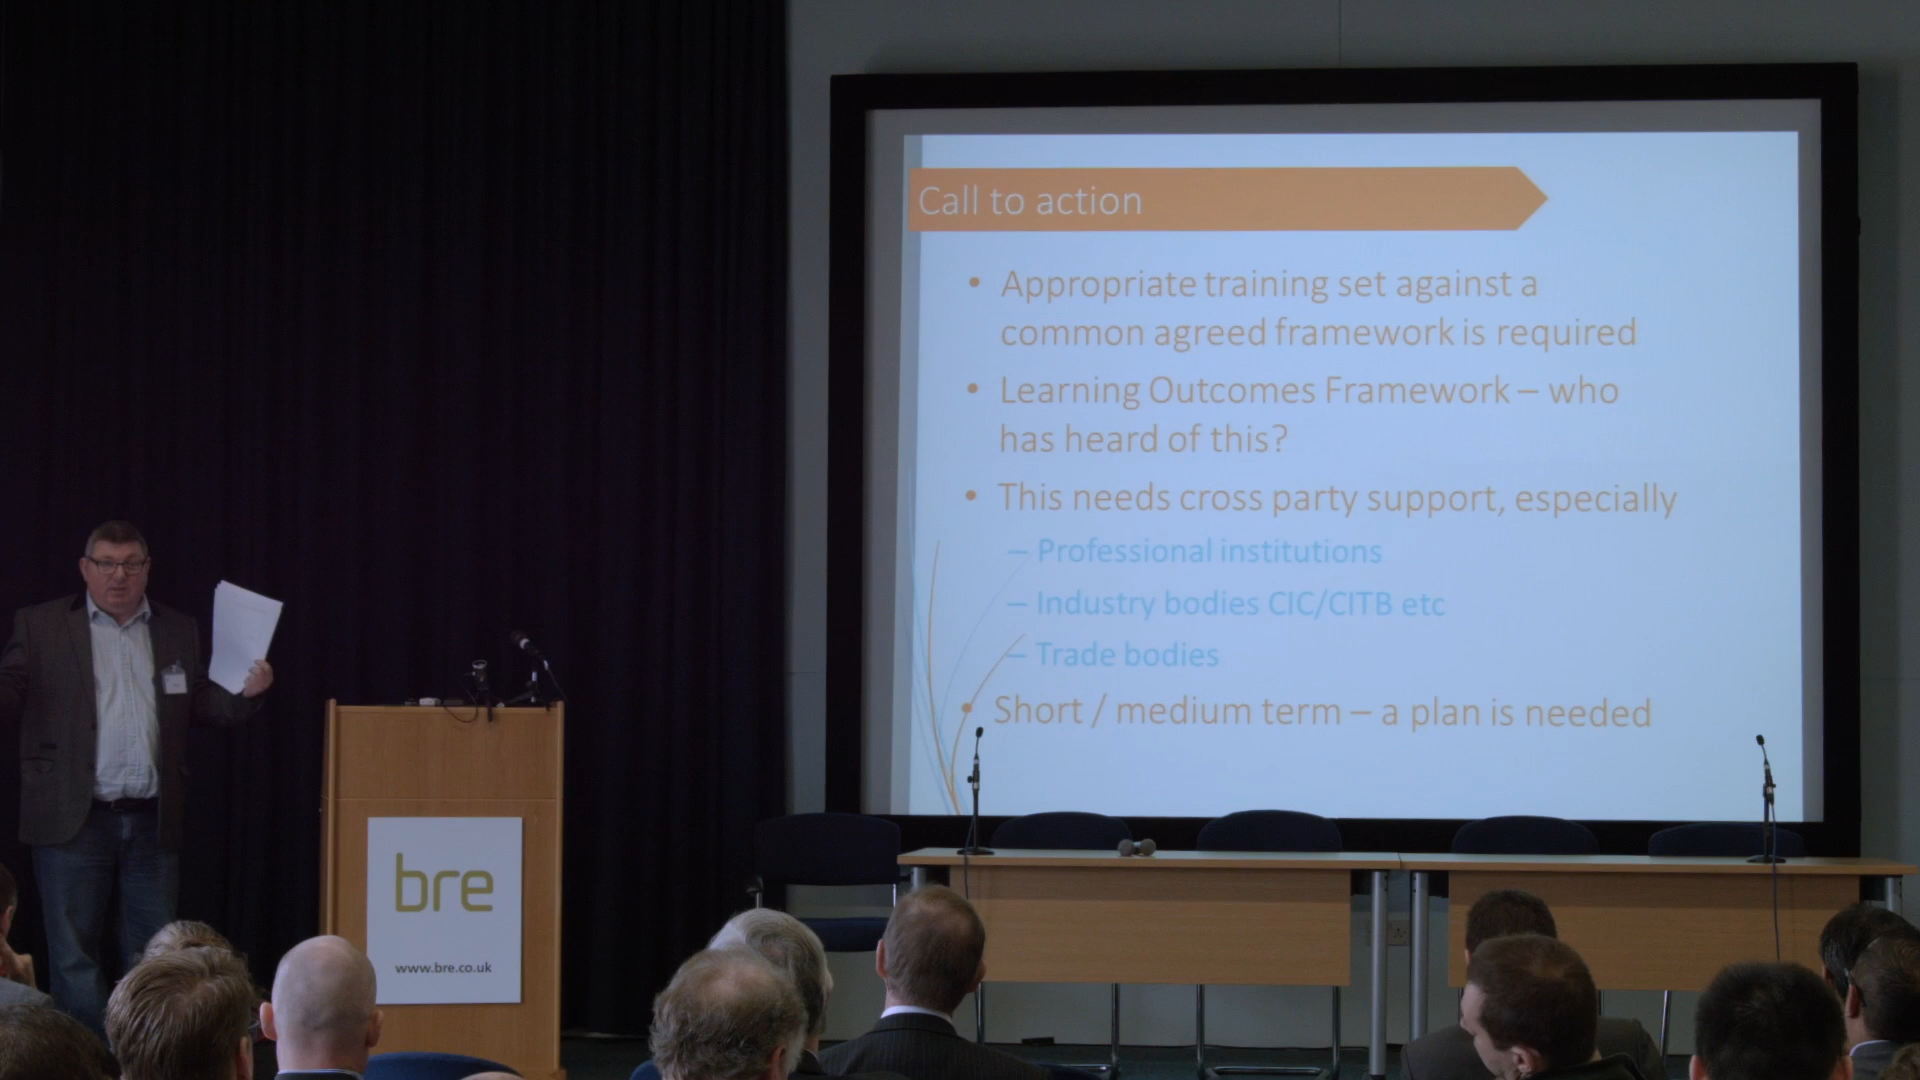 Call to action
• Appropriate training set against a
common agreed framework is required
• Learning Outcomes Framework – who
has heard of this?
• This needs cross party support, especially
– Professional institutions
– Industry bodies CIC/CITB etc
– Trade bodies
• Short / medium term – a plan is needed
bre
www.bre.co.uk